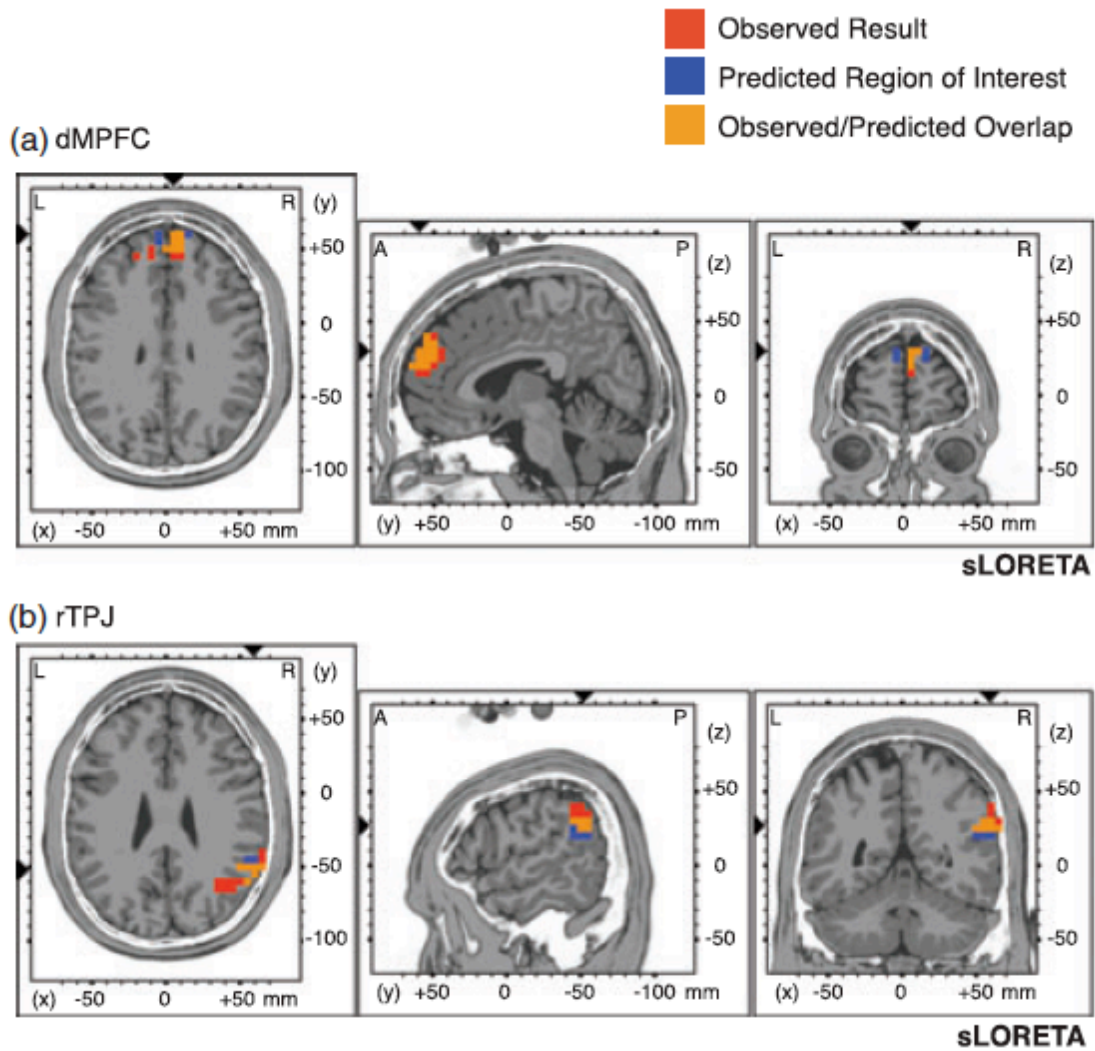 Observed Result
Predicted Region of Interest
Observed/Predicted Overlap
(a) dMPFC
L R (y)
+50
0
-50
-100
(x) -50 0 +50 mm
A P
(z)
+50
0
-50
(y) +50 0 -50 -100 mm
L R
(z)
+50
0
-50
(x) -50 0 +50 mm
sLORETA
(b) rTPJ
L R (y)
+50
0
-50
-100
(x) -50 0 +50 mm
A P
(z)
+50
0
-50
(y) +50 0 -50 -100 mm
L R
(z)
+50
0
-50
(x) -50 0 +50 mm
sLORETA